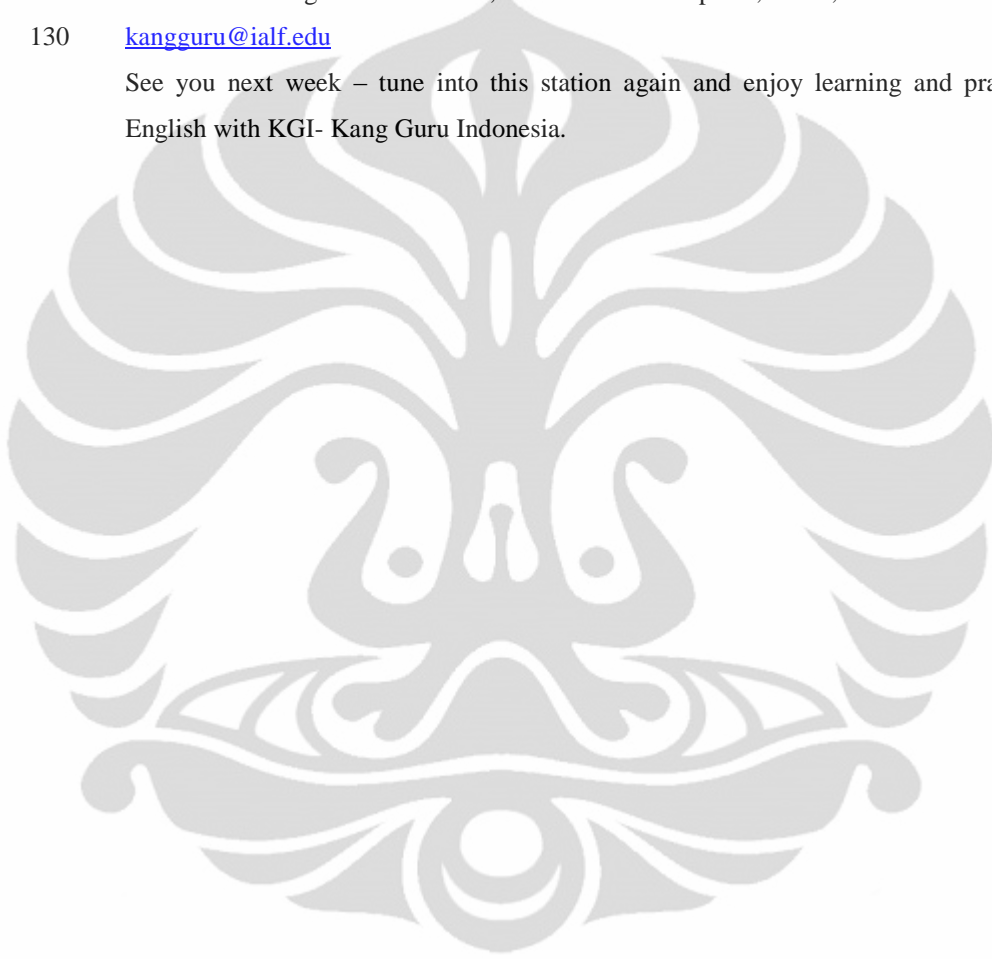 130 kangguru@ialf.edu
See you next week – tune into this station again and enjoy learning and
English with KGI- Kang Guru Indonesia.